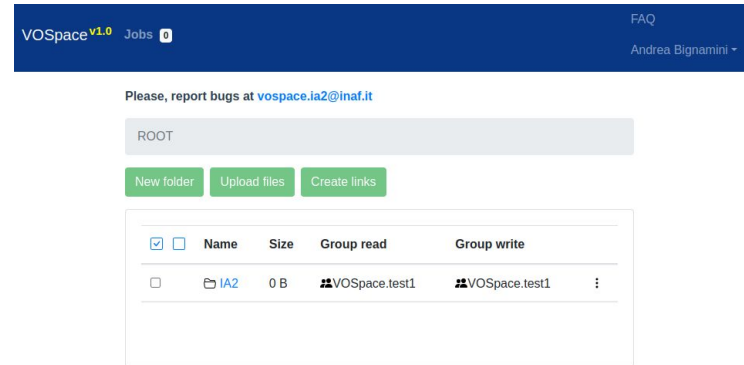 VOSpace v1.0 Jobs 0
FAQ
Andrea Bignamini
Please, report bugs at vospace.ia2@inaf.it
ROOT
New folder Upload files Create links
Name Size Group read Group write
IA2 0 B VOSpace.test1 VOSpace.test1